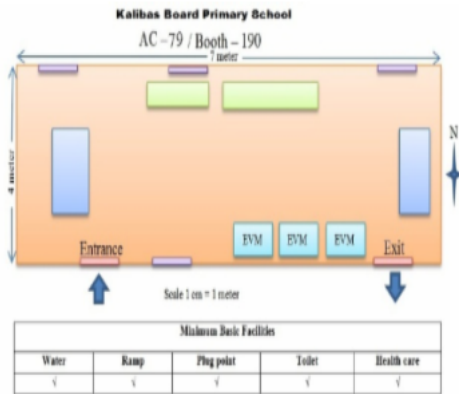 Kalibas Board Primary School
AC -79 / Booth - 190
7 meter
4 meter
N
EVM EVM EVM
Entrance Exit
Scale 1 cm = 1 meter
Minimum Basic Facilities
Water Ramp Plug point Toilet Health care
√ √ √ √ √